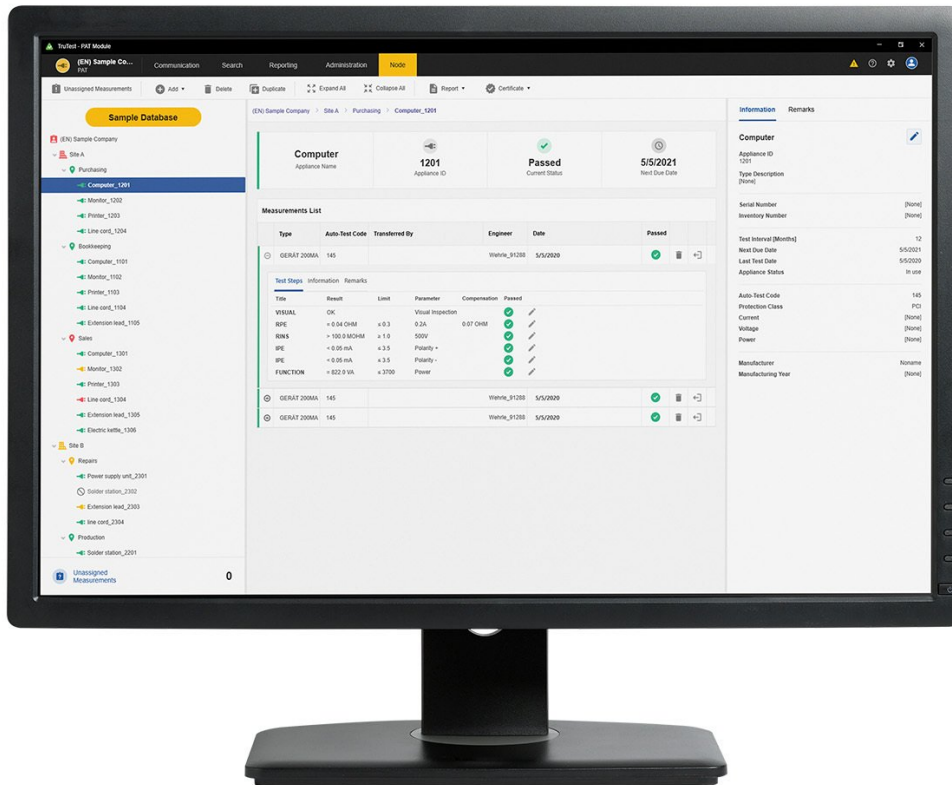 TruTest - PAT Module
(EN) Sample Co...
PAT
Communication Search Reporting Administration Node
Unassigned Measurements Add Delete Duplicate Expand All Collapse All Report Certificate
Sample Database
(EN) Sample Company
Site A
Purchasing
Computer_1201
Monitor_1202
Printer_1203
Line cord_1204
Bookkeeping
Computer_1101
Monitor_1102
Printer_1103
Line cord_1104
Extension lead_1105
Sales
Computer_1301
Monitor_1302
Printer_1303
Line cord_1304
Extension lead_1305
Electric kettle_1306
Site B
Repairs
Power supply unit_2301
Solder station_2302
Extension lead_2303
line cord_2304
Production
Solder station_2201
Unassigned
Measurements 0
(EN) Sample Company > Site A > Purchasing > Computer_1201
Computer
Appliance Name
1201
Appliance ID
Passed
Current Status
5/5/2021
Next Due Date
Measurements List
Type Auto-Test Code Transferred By Engineer Date Passed
GERÄT 200MA 145 Wehrle_91288 5/5/2020
Test Steps Information Remarks
Title Result Limit Parameter Compensation Passed
VISUAL OK Visual Inspection
RPE = 0.04 OHM ≤ 0.3 0.2A 0.07 OHM
RINS > 100.0 MOHM ≥ 1.0 500V
IPE < 0.05 mA ≤ 3.5 Polarity +
IPE < 0.05 mA ≤ 3.5 Polarity -
FUNCTION = 822.0 VA ≤ 3700 Power
GERÄT 200MA 145 Wehrle_91288 5/5/2020
GERÄT 200MA 145 Wehrle_91288 5/5/2020
Information Remarks
Computer
Appliance ID
1201
Type Description
[None]
Serial Number [None]
Inventory Number [None]
Test Interval [Months] 12
Next Due Date 5/5/2021
Last Test Date 5/5/2020
Appliance Status In use
Auto-Test Code 145
Protection Class PCI
Current [None]
Voltage [None]
Power [None]
Manufacturer Noname
Manufacturing Year [None]